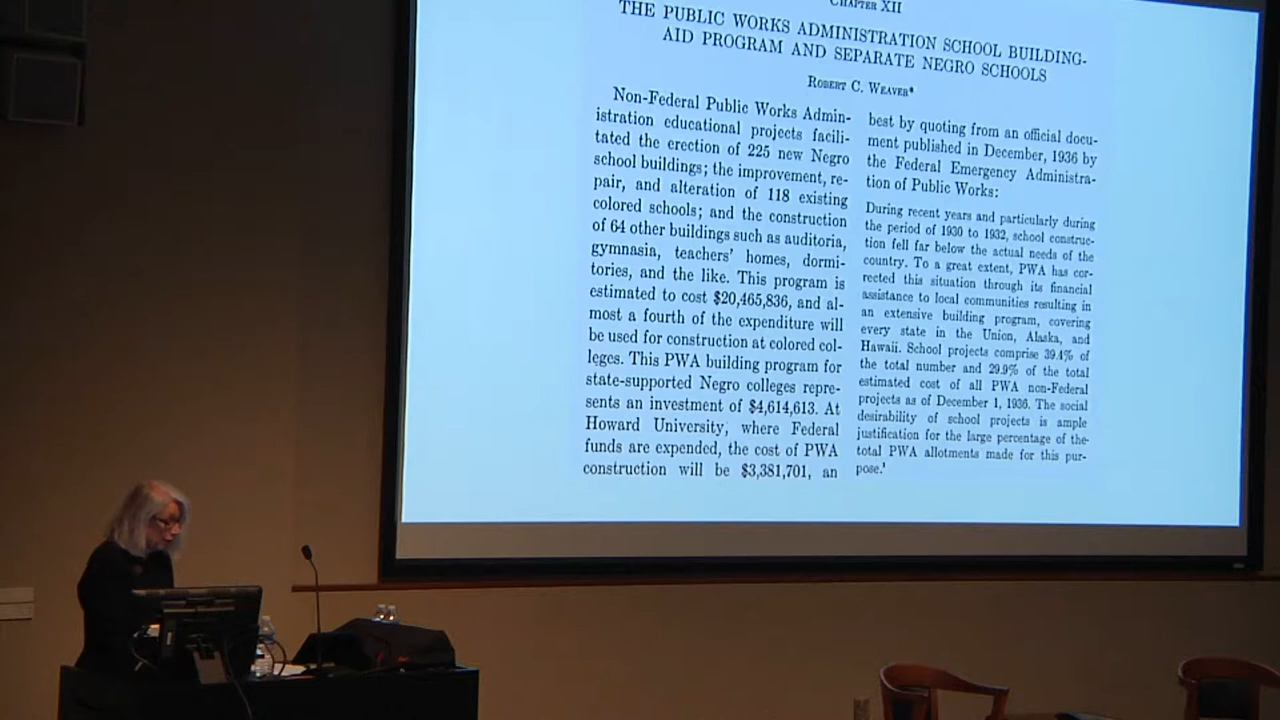 CHAPTER XII
THE PUBLIC WORKS ADMINISTRATION SCHOOL BUILDING-
AID PROGRAM AND SEPARATE NEGRO SCHOOLS
ROBERT C. WEAVER*
Non-Federal Public Works Admin-
istration educational projects facili-
tated the erection of 225 new Negro
school buildings; the improvement, re-
pair, and alteration of 118 existing
colored schools; and the construction
of 64 other buildings such as auditoria,
gymnasia, teachers' homes, dormi-
tories, and the like. This program is
estimated to cost $20,465,836, and al-
most a fourth of the expenditure will
be used for construction at colored col-
leges. This PWA building program for
state-supported Negro colleges repre-
sents an investment of $4,614,613. At
Howard University, where Federal
funds are expended, the cost of PWA
construction will be $3,381,701, an
best by quoting from an official docu-
ment published in December, 1936 by
the Federal Emergency Administra-
tion of Public Works:
During recent years and particularly during
the period of 1930 to 1932, school construc-
tion fell far below the actual needs of the
country. To a great extent, PWA has cor-
rected this situation through its financial
assistance to local communities resulting in
an extensive building program, covering
every state in the Union, Alaska, and
Hawaii. School projects comprise 39.4% of
the total number and 29.9% of the total
estimated cost of all PWA non-Federal
projects as of December 1, 1936. The social
desirability of school projects is ample
justification for the large percentage of the
total PWA allotments made for this pur-
pose.¹